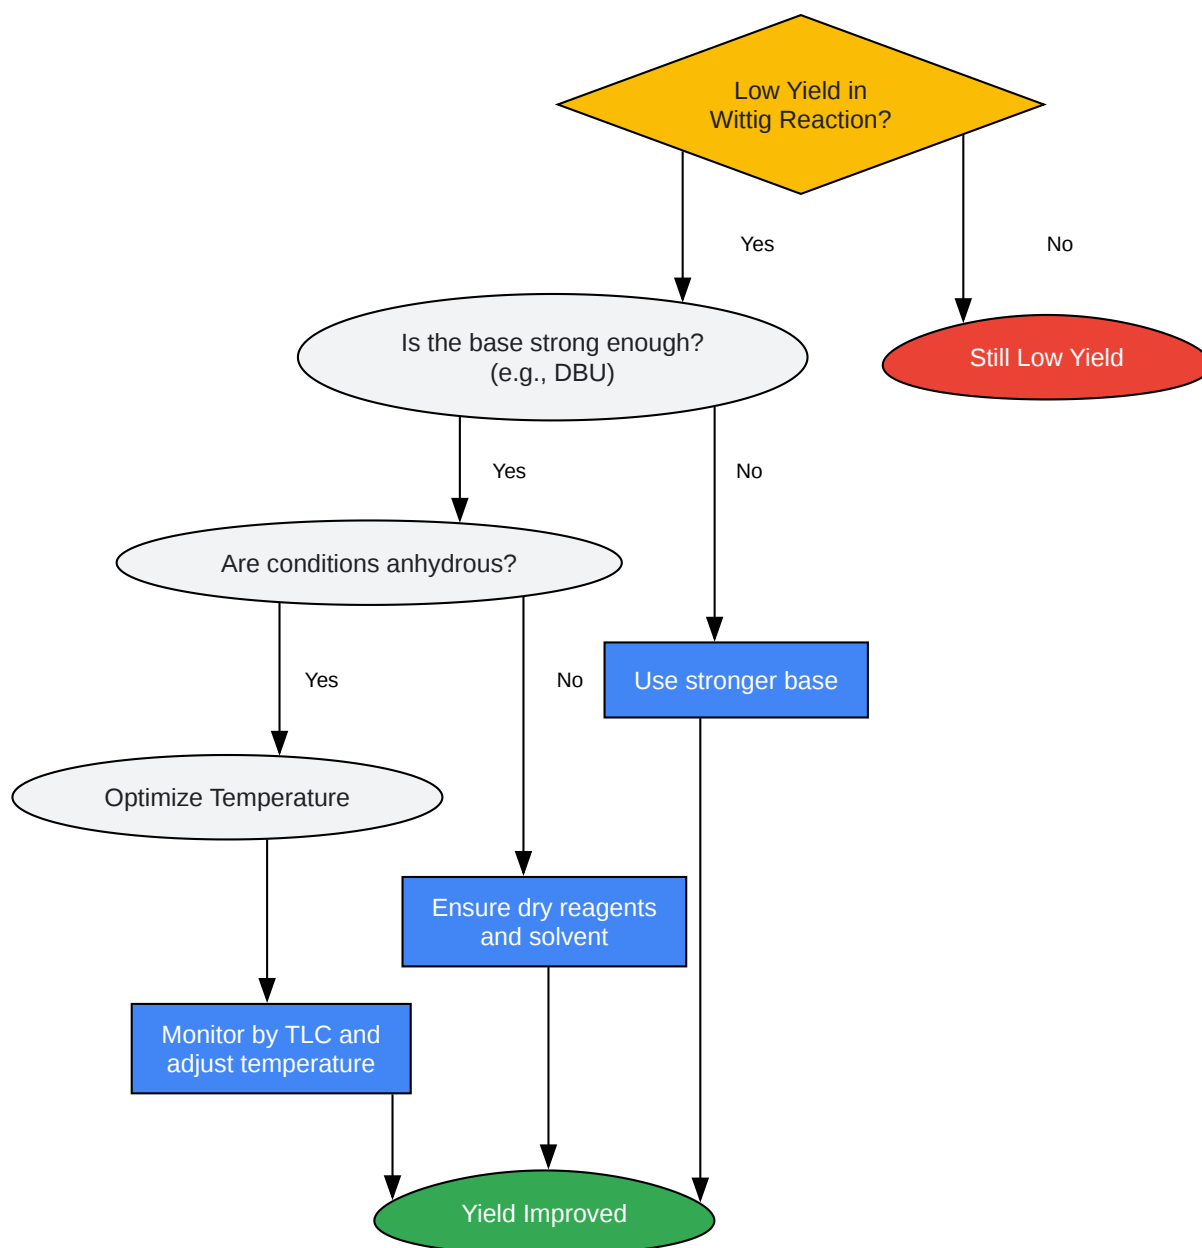 Low Yield in
Wittig Reaction?
Yes
No
Is the base strong enough?
(e.g., DBU)
Still Low Yield
Yes
No
Are conditions anhydrous?
Yes
No
Use stronger base
Optimize Temperature
Ensure dry reagents
and solvent
Monitor by TLC and
adjust temperature
Yield Improved